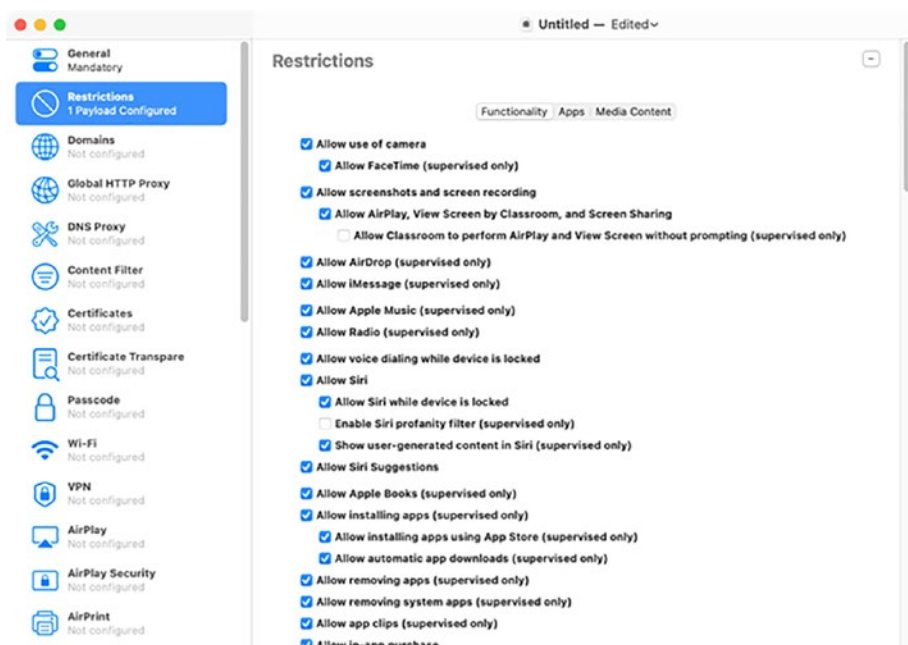 Untitled — Edited
General
Mandatory
Restrictions
1 Payload Configured
Domains
Not configured
Global HTTP Proxy
Not configured
DNS Proxy
Not configured
Content Filter
Not configured
Certificates
Not configured
Certificate Transpare
Not configured
Passcode
Not configured
Wi-Fi
Not configured
VPN
Not configured
AirPlay
Not configured
AirPlay Security
Not configured
AirPrint
Not configured
Restrictions
Functionality Apps Media Content
Allow use of camera
Allow FaceTime (supervised only)
Allow screenshots and screen recording
Allow AirPlay, View Screen by Classroom, and Screen Sharing
Allow Classroom to perform AirPlay and View Screen without prompting (supervised only)
Allow AirDrop (supervised only)
Allow iMessage (supervised only)
Allow Apple Music (supervised only)
Allow Radio (supervised only)
Allow voice dialing while device is locked
Allow Siri
Allow Siri while device is locked
Enable Siri profanity filter (supervised only)
Show user-generated content in Siri (supervised only)
Allow Siri Suggestions
Allow Apple Books (supervised only)
Allow installing apps (supervised only)
Allow installing apps using App Store (supervised only)
Allow automatic app downloads (supervised only)
Allow removing apps (supervised only)
Allow removing system apps (supervised only)
Allow app clips (supervised only)
Allow in-app purchase